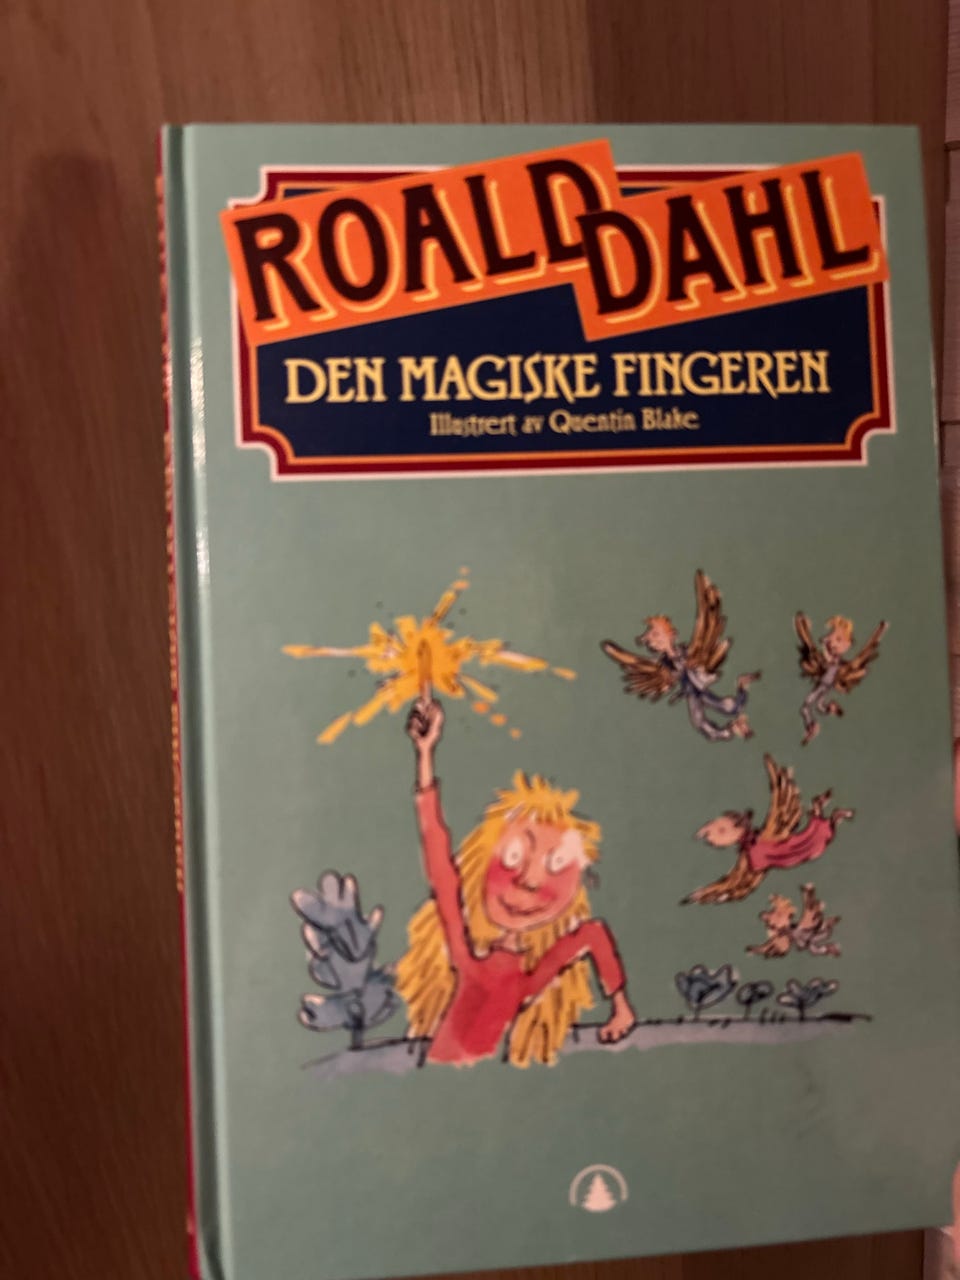 ROALD DAHL
DEN MAGISKE FINGEREN
Illustrert av Quentin Blake